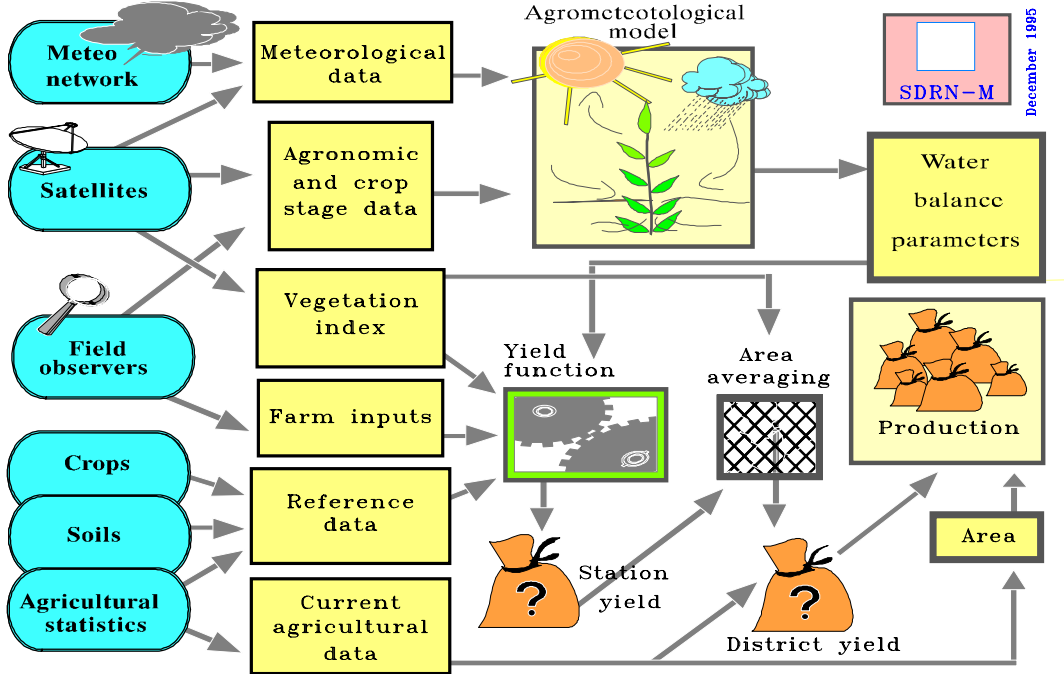 Agrometcotological
model
December 1995
SDRN-M
Meteo
network
Meteorological
data
Satellites
Agronomic
and crop
stage data
Water
balance
parameters
Field
observers
Vegetation
index
Farm inputs
Yield
function
Area
averaging
Production
Crops
Soils
Agricultural
statistics
Reference
data
Current
agricultural
data
?
Station
yield
?
District yield
Area